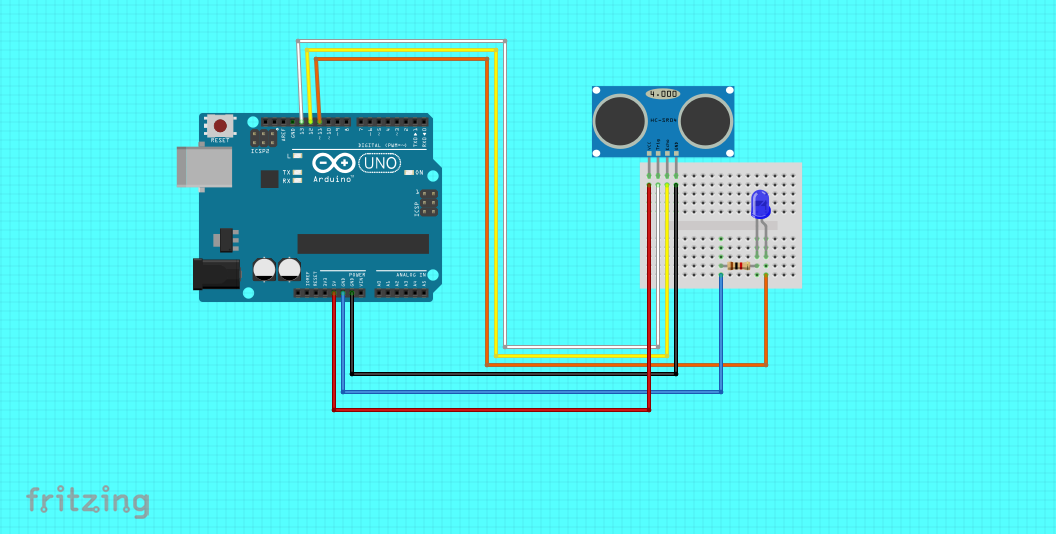 4.000
HC-SR04
Vcc
Trig
Echo
GND
RESET
ICSP2
AREF
GND
13
12
~11
~10
~9
8
7
~6
~5
4
~3
2
TX▶1
RX◀0
DIGITAL (PWM=~)
L
TX
RX
Arduino
UNO
ON
ICSP
IOREF
RESET
3V3
5V
GND
GND
VIN
POWER
ANALOG IN
A0
A1
A2
A3
A4
A5
fritzing